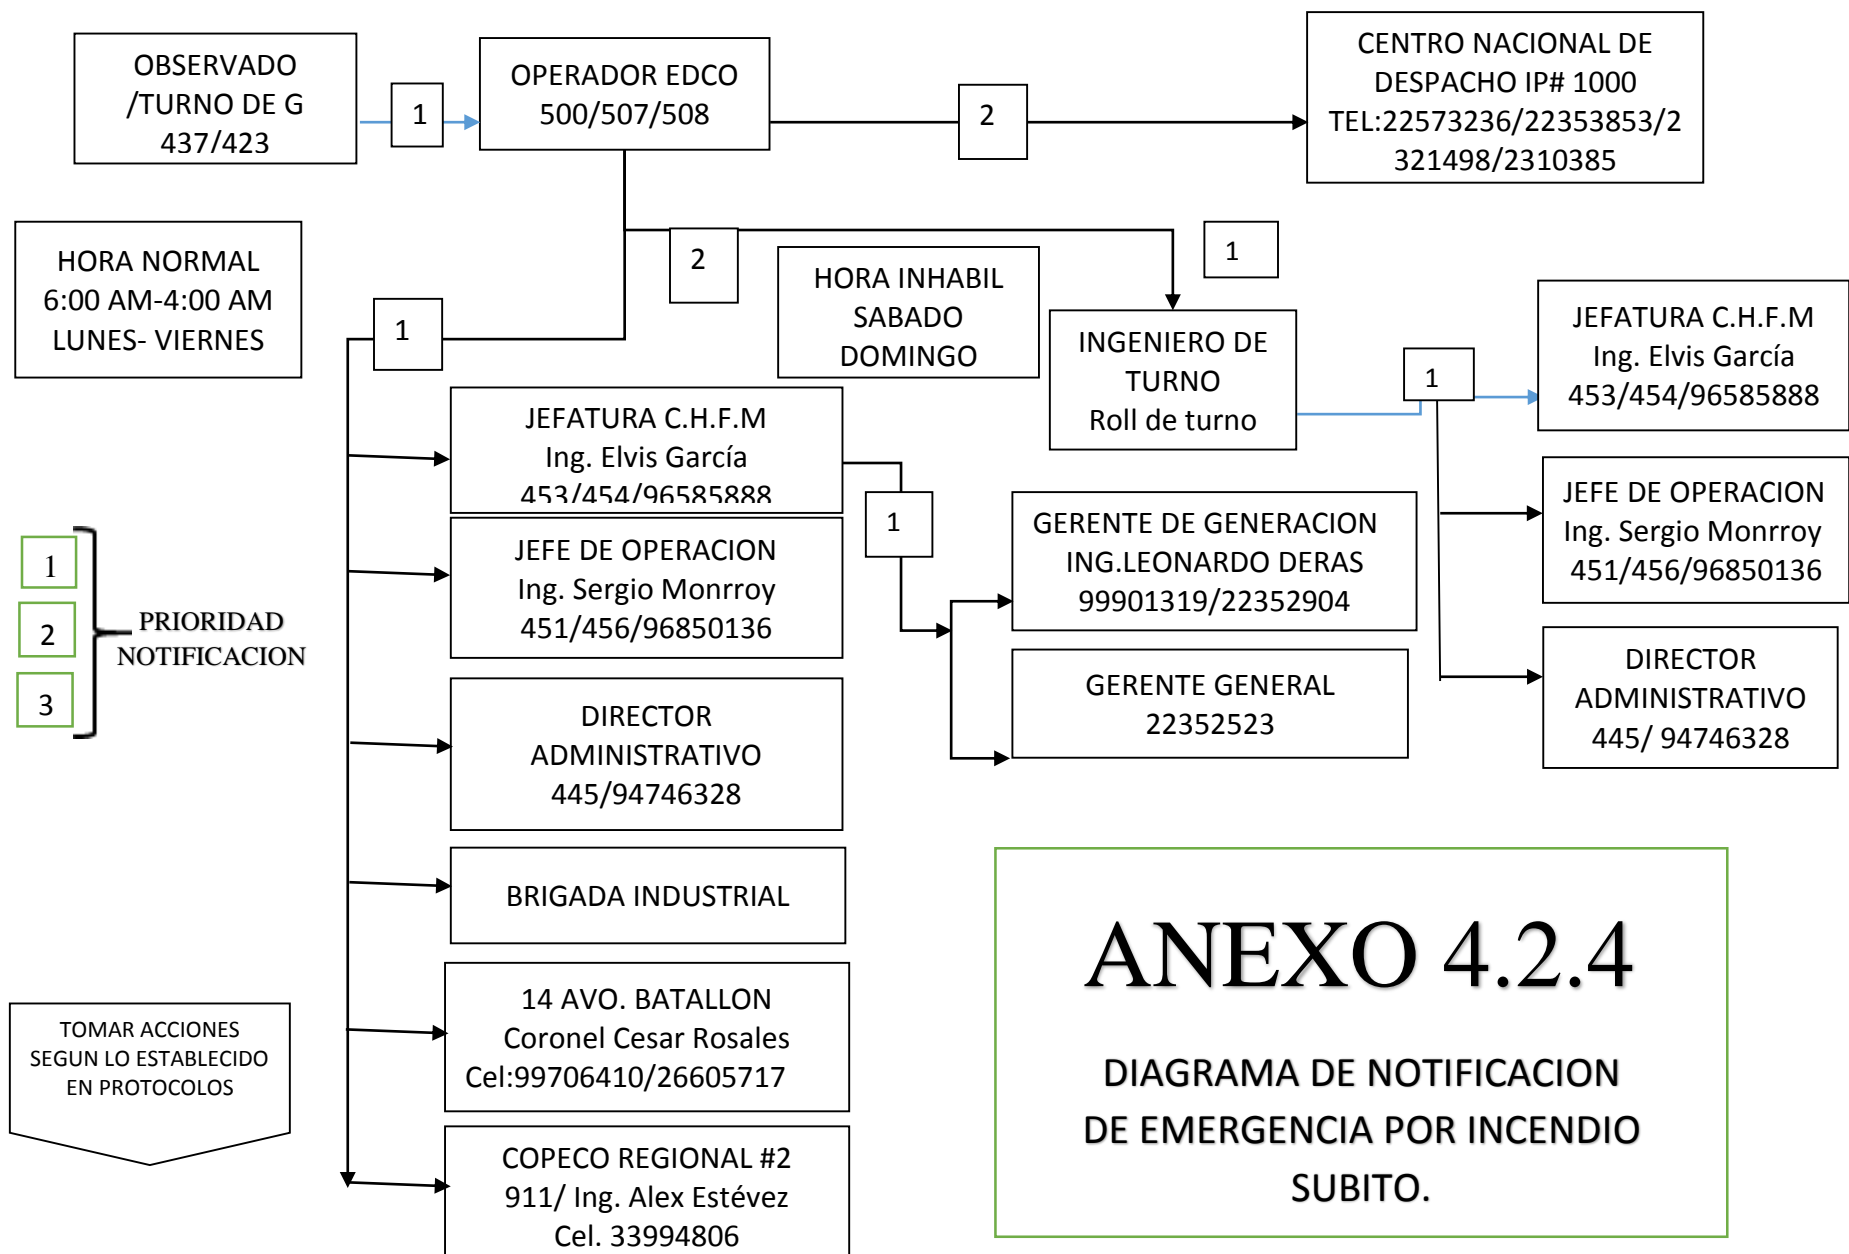 OBSERVADO
/TURNO DE G
437/423
1
OPERADOR EDCO
500/507/508
2
CENTRO NACIONAL DE
DESPACHO IP# 1000
TEL:22573236/22353853/2
321498/2310385
HORA NORMAL
6:00 AM-4:00 AM
LUNES- VIERNES
1
2
HORA INHABIL
SABADO
DOMINGO
1
INGENIERO DE
TURNO
Roll de turno
1
JEFATURA C.H.F.M
Ing. Elvis García
453/454/96585888
JEFE DE OPERACION
Ing. Sergio Monrroy
451/456/96850136
DIRECTOR
ADMINISTRATIVO
445/ 94746328
JEFATURA C.H.F.M
Ing. Elvis García
453/454/96585888
1
GERENTE DE GENERACION
ING.LEONARDO DERAS
99901319/22352904
GERENTE GENERAL
22352523
JEFE DE OPERACION
Ing. Sergio Monrroy
451/456/96850136
1
2
3
PRIORIDAD
NOTIFICACION
DIRECTOR
ADMINISTRATIVO
445/94746328
BRIGADA INDUSTRIAL
14 AVO. BATALLON
Coronel Cesar Rosales
Cel:99706410/26605717
COPECO REGIONAL #2
911/ Ing. Alex Estévez
Cel. 33994806
TOMAR ACCIONES
SEGUN LO ESTABLECIDO
EN PROTOCOLOS
ANEXO 4.2.4
DIAGRAMA DE NOTIFICACION
DE EMERGENCIA POR INCENDIO
SUBITO.